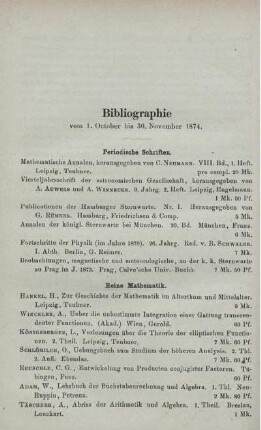 Bibliographie
vom 1. October bis 30. November 1874.
Periodische Schriften.
Mathematische Annalen, herausgegeben von C. NEUMANN. VIII. Bd., 1. Heft.
Leipzig, Teubner. pro compl. 20 Mk.
Vierteljahrsschrift der astronomischen Gesellschaft, herausgegeben von
A. AUWERS und A. WINNECKE. 9. Jahrg. 2. Heft. Leipzig, Engelmann.
1 Mk. 80 Pf.
Publicationen der Hamburger Sternwarte. Nr. 1. Herausgegeben von
G. RÜMKER. Hamburg, Friedrichsen & Comp. 5 Mk.
Annalen der königl. Sternwarte bei München. 20. Bd. München, Franz.
6 Mk.
Fortschritte der Physik (im Jahre 1870). 26. Jahrg. Red. v. B. SCHWALBE.
1. Abth. Berlin, G. Reimer. 7 Mk.
Beobachtungen, magnetische und meteorologische, an der k. k. Sternwarte
zu Prag im J. 1873. Prag, Calve'sche Univ.-Buchh. 7 Mk. 50 Pf.
Reine Mathematik.
HANKEL, H., Zur Geschichte der Mathematik im Alterthum und Mittelalter.
Leipzig, Teubner. 9 Mk.
WINCKLER, A., Ueber die unbestimmte Integration einer Gattung transcen-
denter Functionen. (Akad.) Wien, Gerold. 60 Pf.
KÖNIGSBERGER, L., Vorlesungen über die Theorie der elliptischen Functio-
nen. 2. Theil. Leipzig, Teubner. 7 Mk.
SCHLÖMILCH, O., Uebungsbuch zum Studium der höheren Analysis. 2. Thl.
2. Aufl. Ebendas. 7 Mk. 60 Pf.
REUSCHLE, C. G., Entwickelung von Producten conjugirter Factoren. Tü-
bingen, Fues. 80 Pf.
ADAM, W., Lehrbuch der Buchstabenrechnung und Algebra. 1. Thl. Neu-
Ruppin, Petrenz. 2 Mk.
TÄSCHNER, A., Abriss der Arithmetik und Algebra. 1. Theil. Breslau,
Leuckart. 1 Mk.